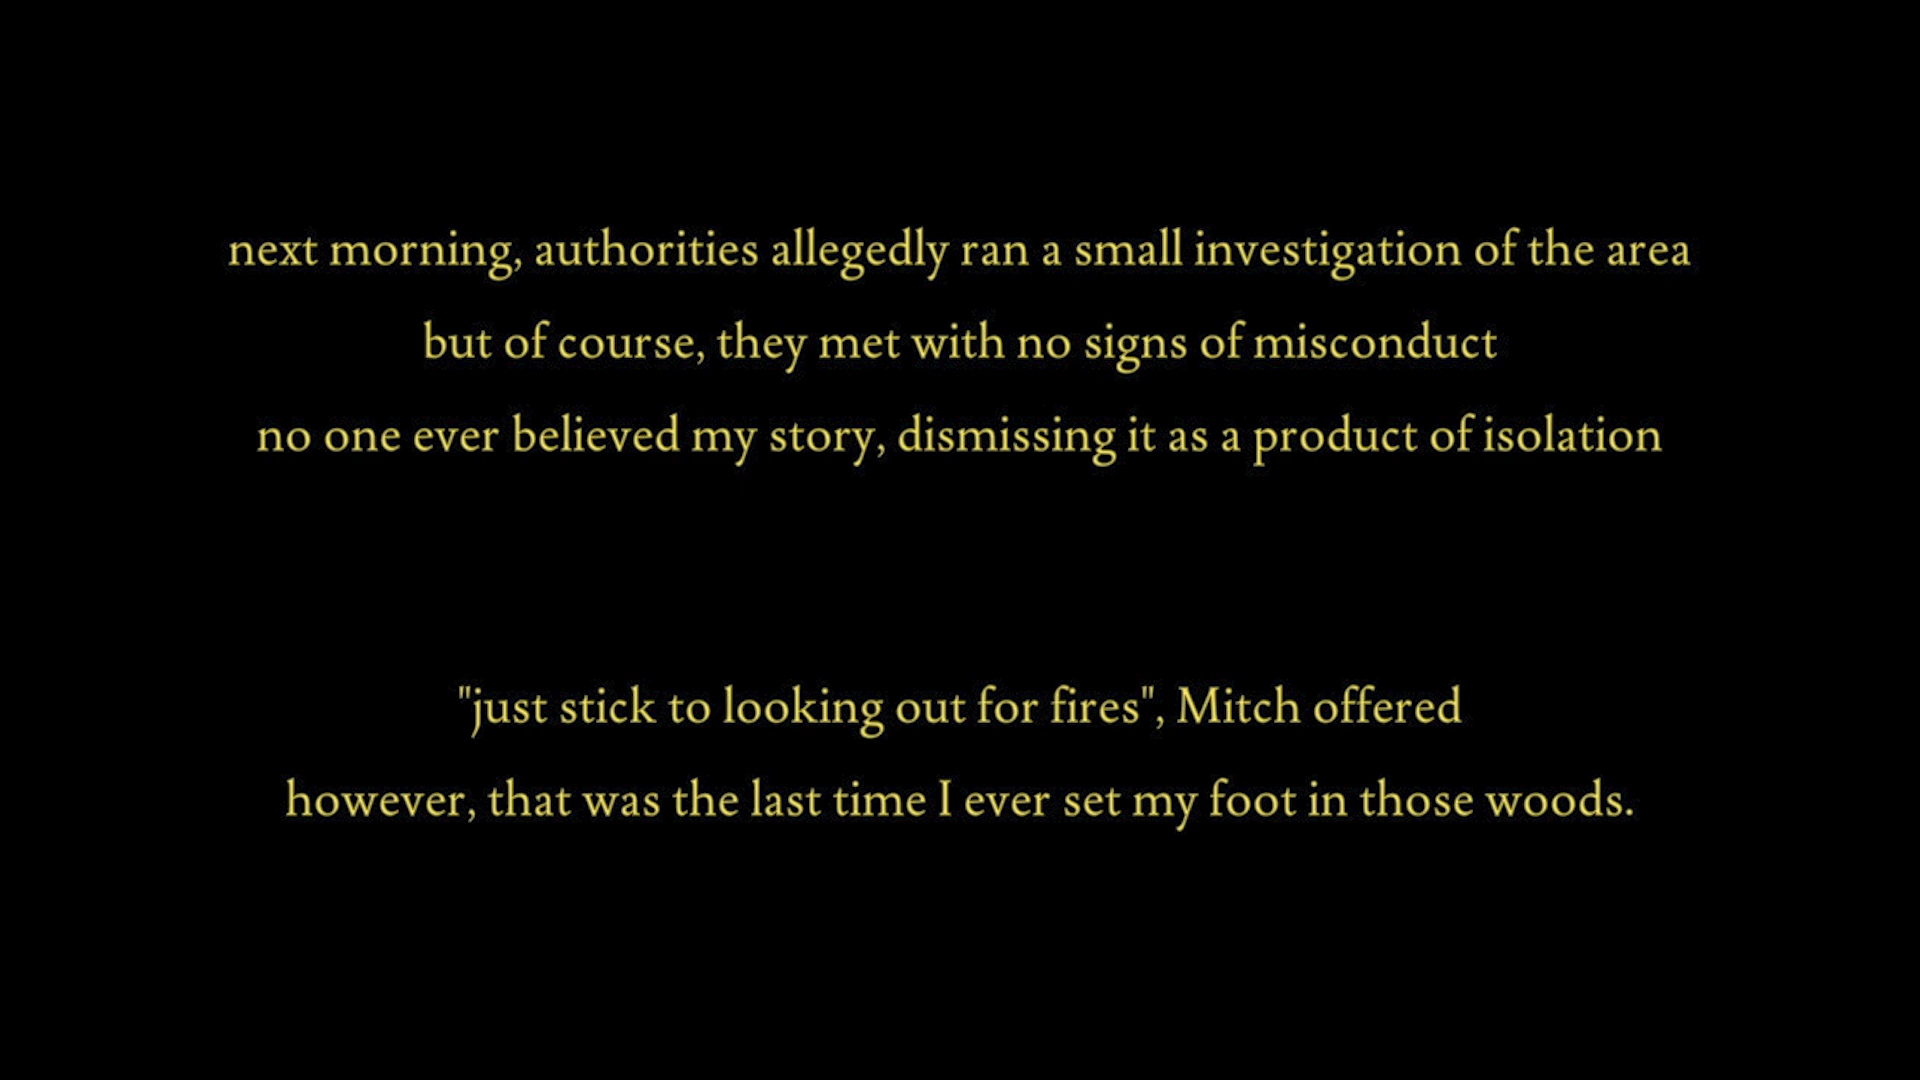 next morning, authorities allegedly ran a small investigation of the area
but of course, they met with no signs of misconduct
no one ever believed my story, dismissing it as a product of isolation
"just stick to looking out for fires", Mitch offered
however, that was the last time I ever set my foot in those woods.